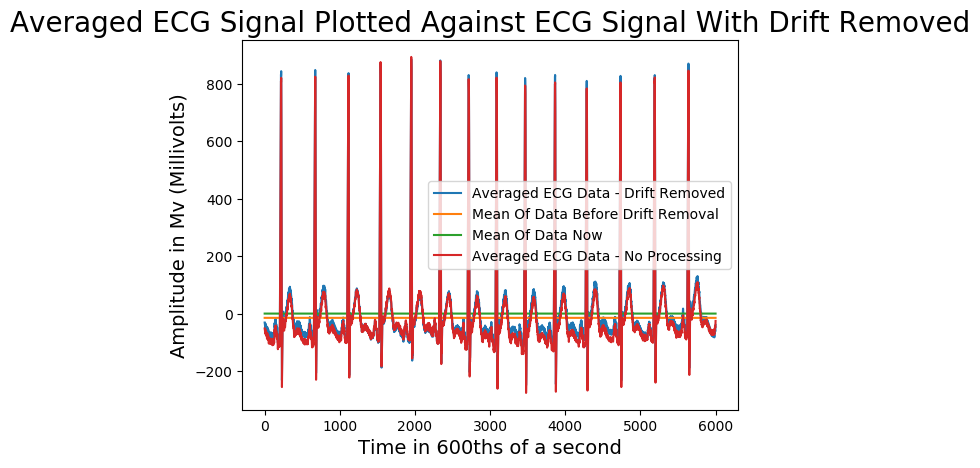 Averaged ECG Signal Plotted Against ECG Signal With Drift Removed
Amplitude in Mv (Millivolts)
800
600
400
200
0
−200
Averaged ECG Data - Drift Removed
Mean Of Data Before Drift Removal
Mean Of Data Now
Averaged ECG Data - No Processing
0 1000 2000 3000 4000 5000 6000
Time in 600ths of a second